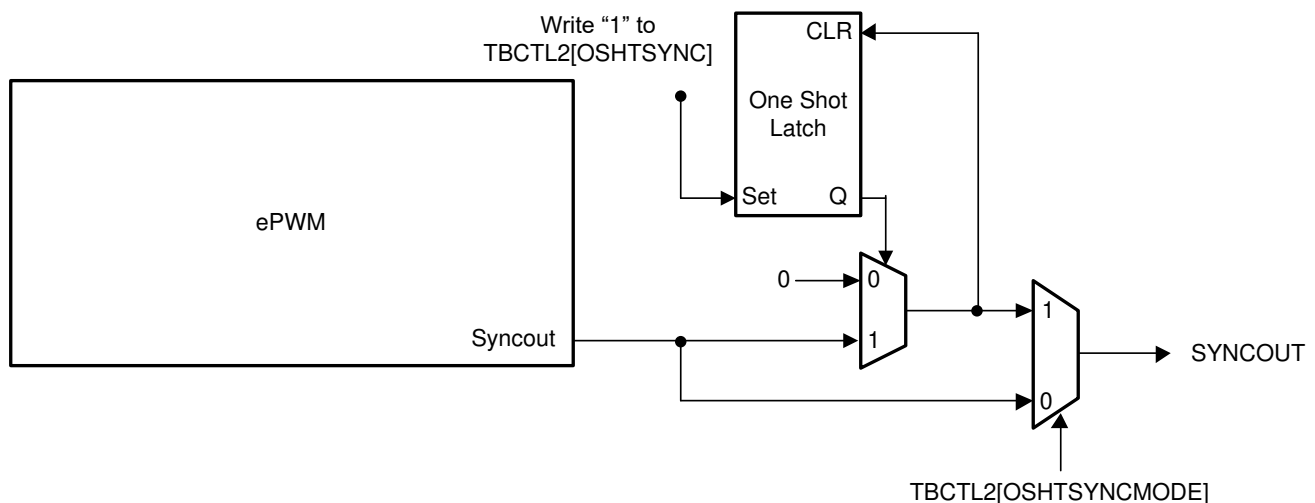 Write “1” to
TBCTL2[OSHTSYNC]
CLR
One Shot
Latch
Set
Q
ePWM
0
0
1
Syncout
1
0
SYNCOUT
TBCTL2[OSHTSYNCMODE]